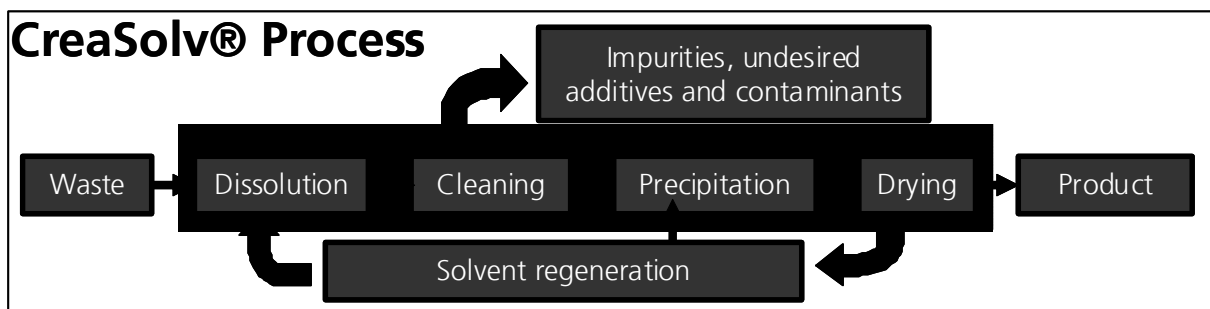 CreaSolv® Process
Impurities, undesired
additives and contaminants
Waste
Dissolution
Cleaning
Precipitation
Drying
Product
Solvent regeneration